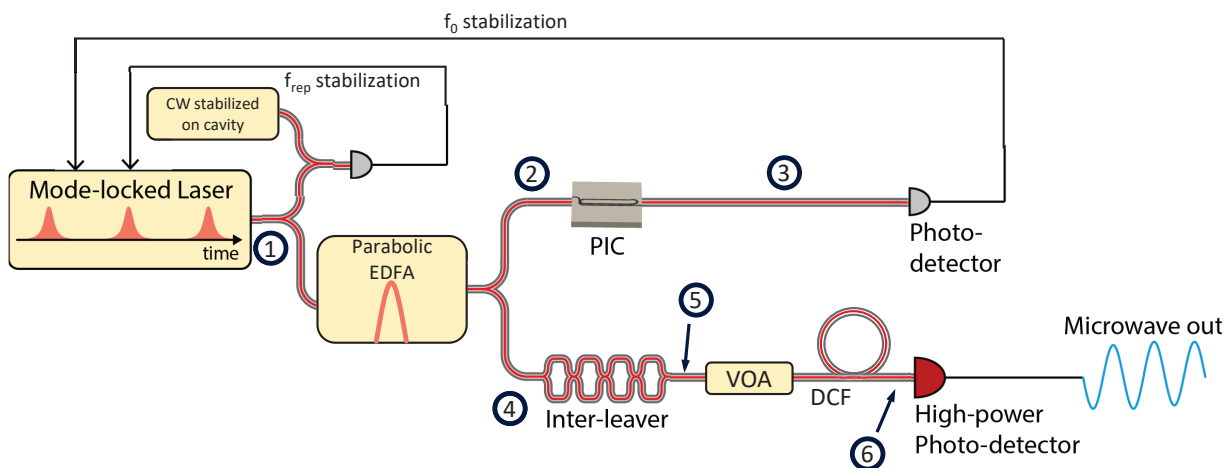 f0 stabilization
frep stabilization
CW stabilized
on cavity
Mode-locked Laser
time
1
2
3
PIC
Photo-
detector
Parabolic
EDFA
5
Microwave out
VOA
DCF
4
Inter-leaver
6
High-power
Photo-detector